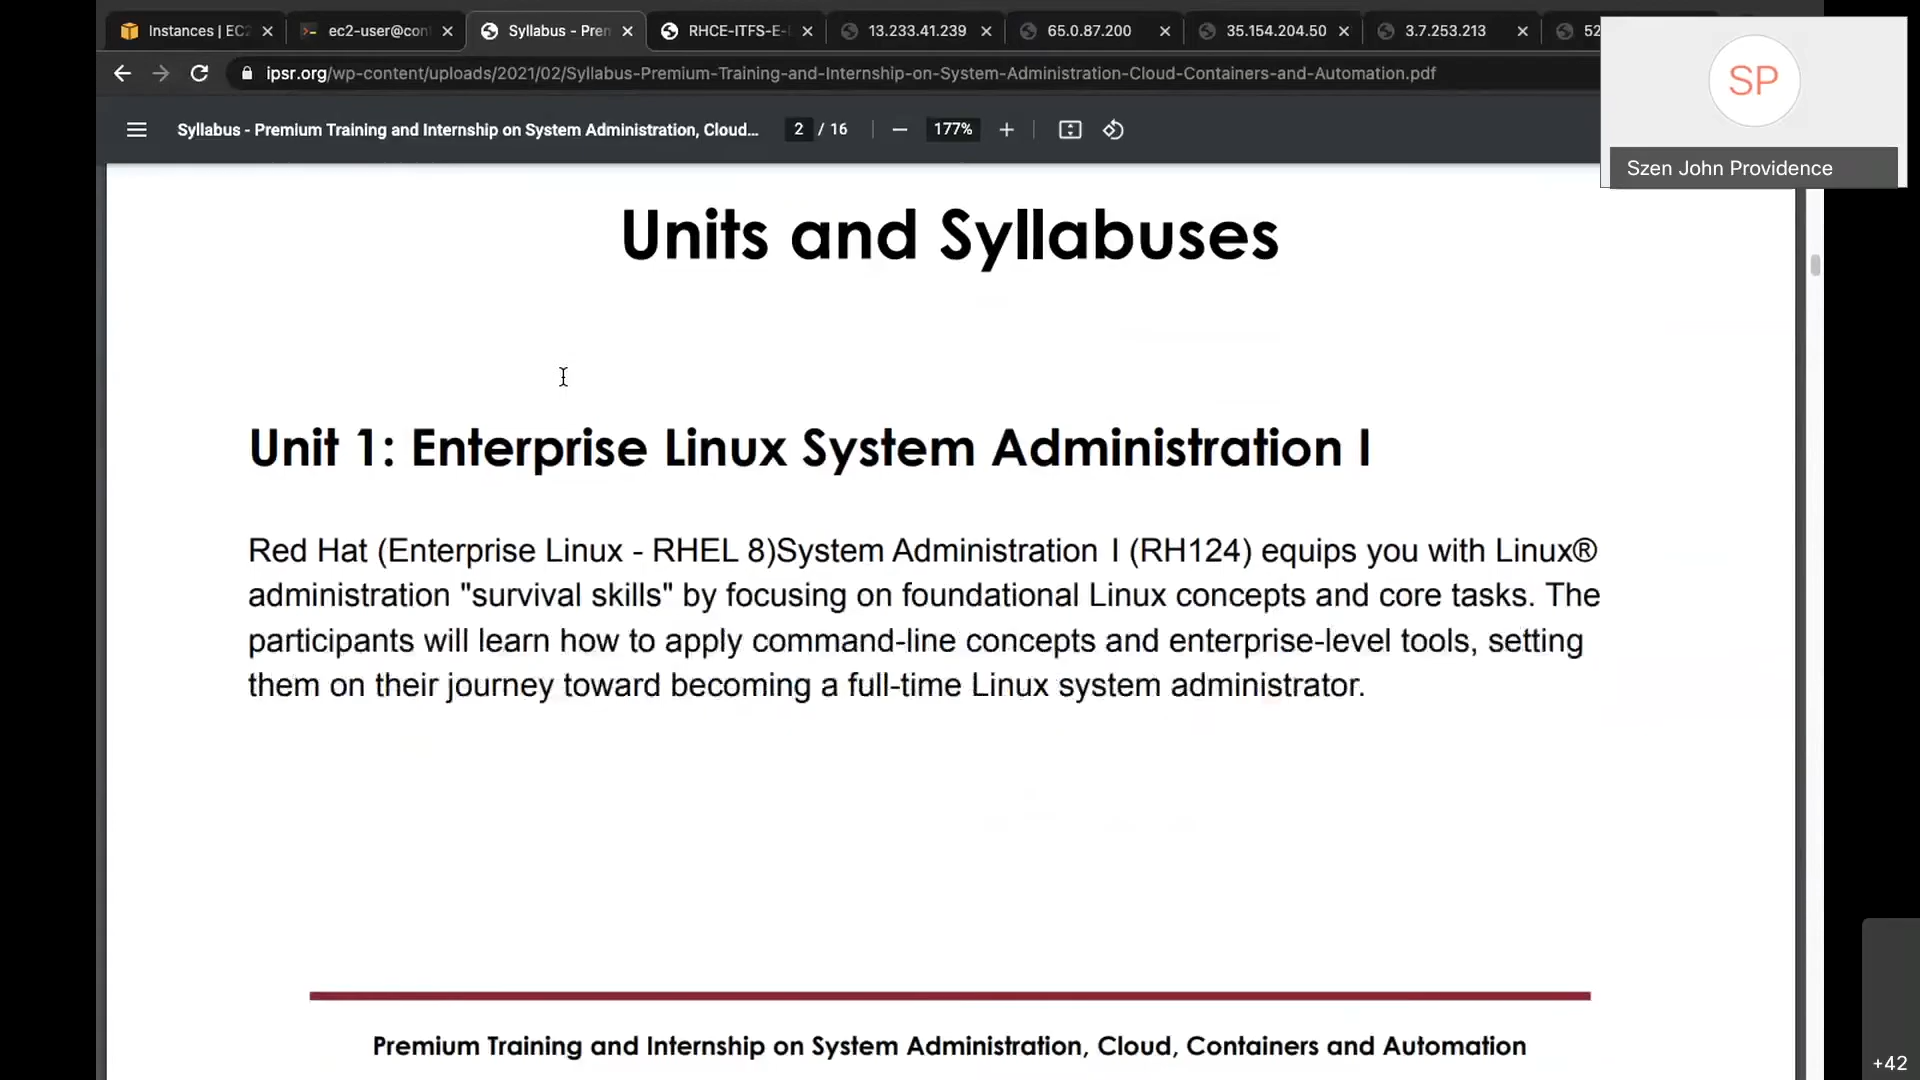 Instances | EC
ec2-user@con
Syllabus - Pren
RHCE-ITFS-E-
13.233.41.239
65.0.87.200
35.154.204.50
3.7.253.213
52
ipsr.org/wp-content/uploads/2021/02/Syllabus-Premium-Training-and-Internship-on-System-Administration-Cloud-Containers-and-Automation.pdf
SP
Szen John Providence
Syllabus - Premium Training and Internship on System Administration, Cloud...
2 / 16
177%
Units and Syllabuses
Unit 1: Enterprise Linux System Administration I
Red Hat (Enterprise Linux - RHEL 8)System Administration I (RH124) equips you with Linux®
administration "survival skills" by focusing on foundational Linux concepts and core tasks. The
participants will learn how to apply command-line concepts and enterprise-level tools, setting
them on their journey toward becoming a full-time Linux system administrator.
Premium Training and Internship on System Administration, Cloud, Containers and Automation
+42